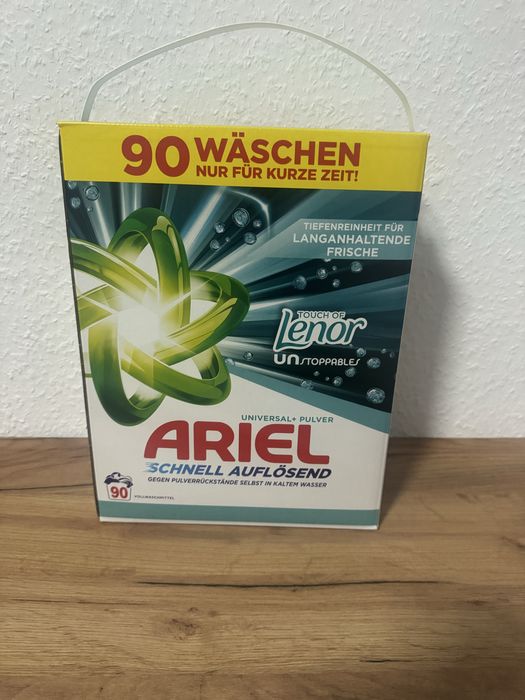 90 WÄSCHEN
NUR FÜR KURZE ZEIT!
TIEFENREINHEIT FÜR
LANGANHALTENDE
FRISCHE
TOUCH OF
Lenor
UNSTOPPABLES
UNIVERSAL+ PULVER
ARIEL
SCHNELL AUFLÖSEND
GEGEN PULVERRÜCKSTÄNDE SELBST IN KALTEM WASSER
90
VOLLWASCHMITTEL